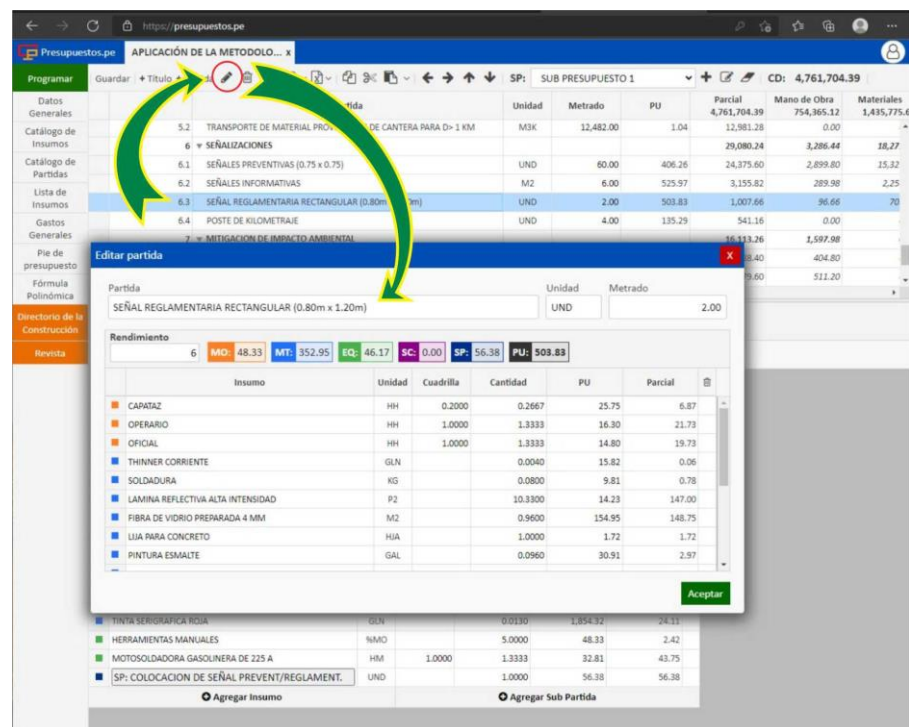 https://presupuestos.pe
Presupuestos.pe APLICACIÓN DE LA METODOLO... x
Programar Guardar +Título SP: SUB PRESUPUESTO 1 CD: 4,761,704.39
Datos Generales
Catálogo de Insumos
Catálogo de Partidas
Lista de Insumos
Gastos Generales
Pie de presupuesto
Fórmula Polinómica
Directorio de la Construcción
Revista
Unidad Metrado PU Parcial 4,761,704.39 Mano de Obra 754,365.12 Materiales
5.2 TRANSPORTE DE MATERIAL DE CANTERA PARA D> 1 KM M3K 12,482.00 1.04 12,981.28 0.00
6 SEÑALIZACIONES 29,080.24 3,286.44 18,27
6.1 SEÑALES PREVENTIVAS (0.75 x 0.75) UND 60.00 406.26 24,375.60 2,899.80 15,32
6.2 SEÑALES INFORMATIVAS M2 6.00 525.97 3,155.82 289.98 2,25
6.3 SEÑAL REGLAMENTARIA RECTANGULAR (0.80m UND 2.00 503.83 1,007.66 96.66 70
6.4 POSTE DE KILOMETRAJE UND 4.00 135.29 541.16 0.00
7 MITIGACION DE IMPACTO AMBIENTAL 16,113.26 1,597.98
404.80
511.20
Editar partida X
Partida Unidad Metrado
SEÑAL REGLAMENTARIA RECTANGULAR (0.80m x 1.20m) UND 2.00
Rendimiento
6 MO: 48.33 MT: 352.95 EQ: 46.17 SC: 0.00 SP: 56.38 PU: 503.83
Insumo Unidad Cuadrilla Cantidad PU Parcial
CAPATAZ HH 0.2000 0.2667 25.75 6.87
OPERARIO HH 1.0000 1.3333 16.30 21.73
OFICIAL HH 1.0000 1.3333 14.80 19.73
THINNER CORRIENTE GLN 0.0040 15.82 0.06
SOLDADURA KG 0.0800 9.81 0.78
LAMINA REFLECTIVA ALTA INTENSIDAD P2 10.3300 14.23 147.00
FIBRA DE VIDRIO PREPARADA 4 MM M2 0.9600 154.95 148.75
LIJA PARA CONCRETO HJA 1.0000 1.72 1.72
PINTURA ESMALTE GAL 0.0960 30.91 2.97
Aceptar
TINTA SERIGRAFICA ROJA GLN 0.0130 1,854.32 24.11
HERRAMIENTAS MANUALES %MO 5.0000 48.33 2.42
MOTOSOLDADORA GASOLINERA DE 225 A HM 1.0000 1.3333 32.81 43.75
SP: COLOCACION DE SEÑAL PREVENT/REGLAMENT. UND 1.0000 56.38 56.38
Agregar Insumo Agregar Sub Partida